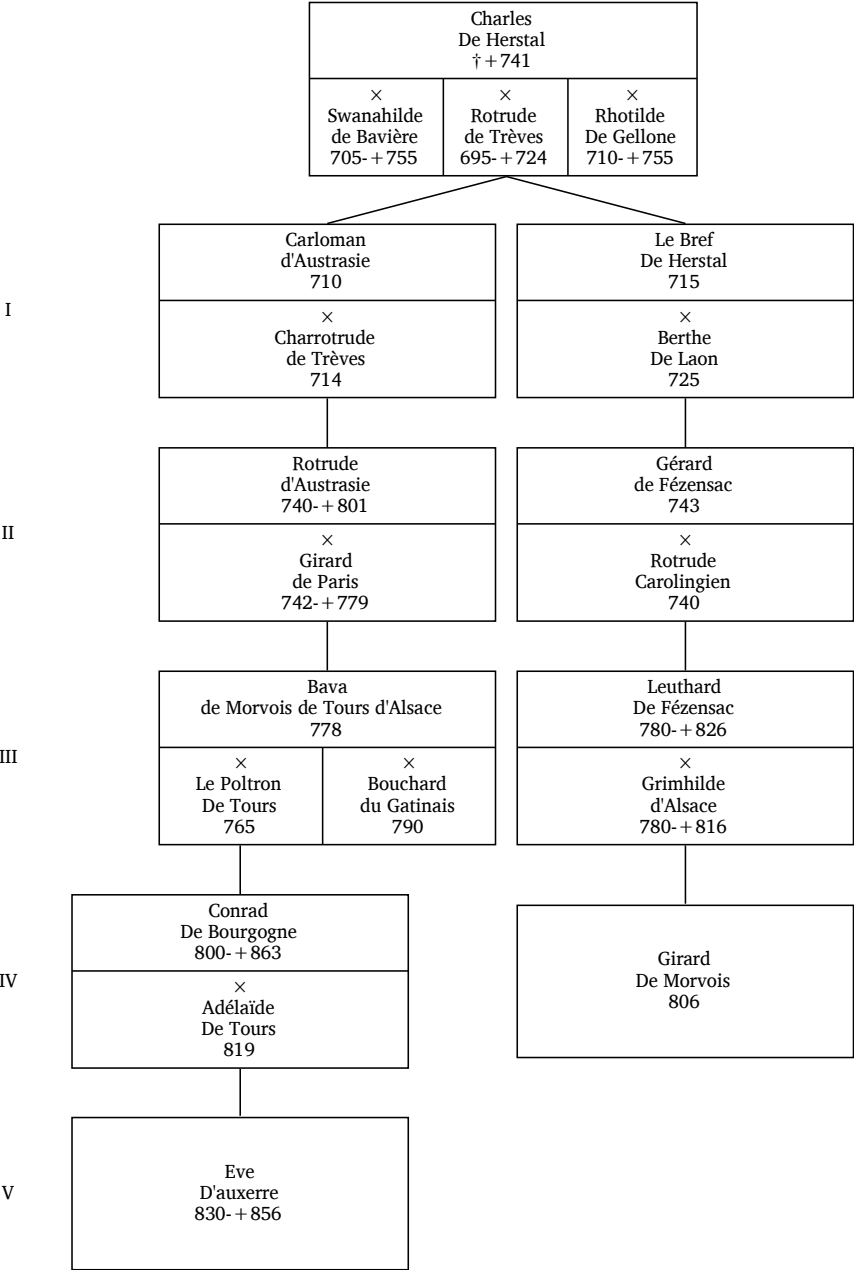 Charles
De Herstal
†+741
×
Swanahilde
de Bavière
705-+755
×
Rotrude
de Trèves
695-+724
×
Rhotilde
De Gellone
710-+755
I
Carloman
d'Austrasie
710
×
Charrotrude
de Trèves
714
Le Bref
De Herstal
715
×
Berthe
De Laon
725
II
Rotrude
d'Austrasie
740-+801
×
Girard
de Paris
742-+779
Gérard
de Fézensac
743
×
Rotrude
Carolingien
740
III
Bava
de Morvois de Tours d'Alsace
778
×
Le Poltron
De Tours
765
×
Bouchard
du Gatinais
790
Leuthard
De Fézensac
780-+826
×
Grimhilde
d'Alsace
780-+816
IV
Conrad
De Bourgogne
800-+863
×
Adélaïde
De Tours
819
Girard
De Morvois
806
V
Eve
D'auxerre
830-+856